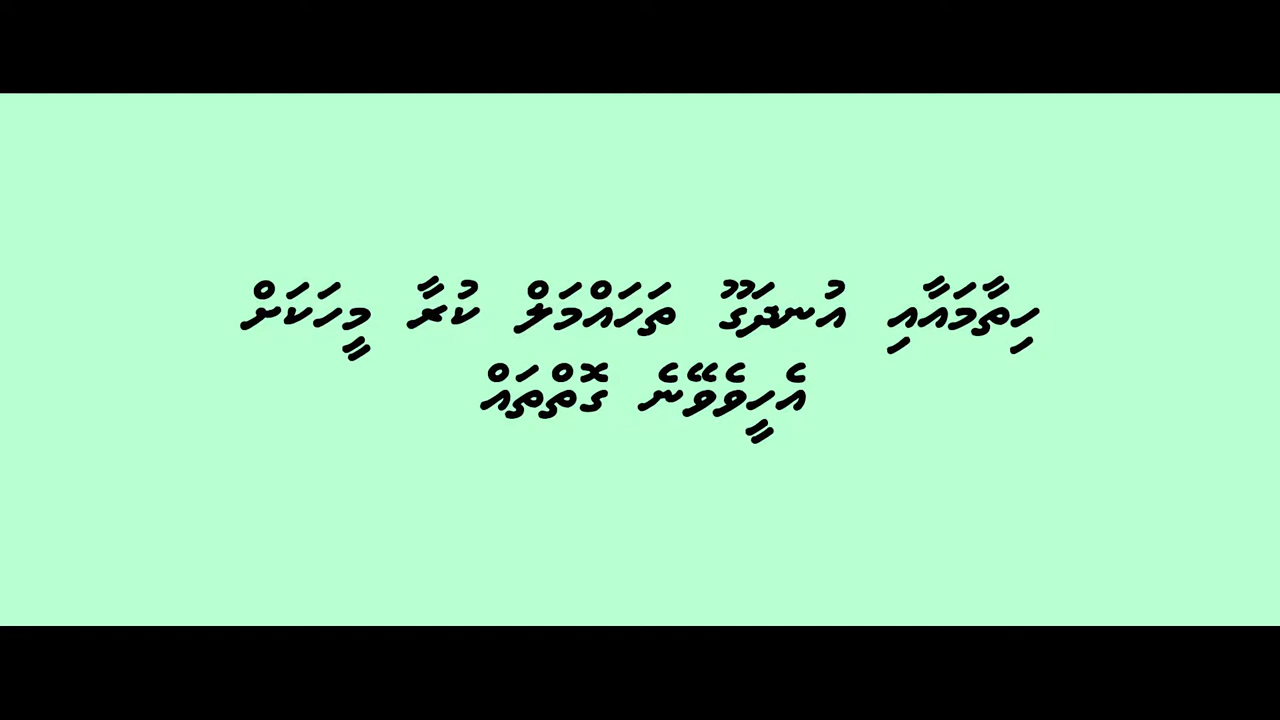 ހިތާމައާއި އުނދަގޫ ތަހައްމަލް ކުރާ މީހަކަށް
އެހީވެވޭނެ ގޮތްތައް